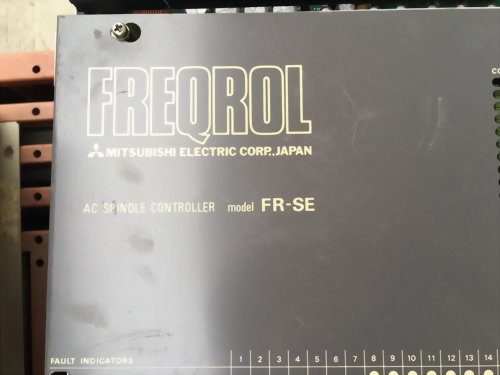 FREQROL
MITSUBISHI ELECTRIC CORP., JAPAN
AC SPINDLE CONTROLLER model FR-SE
FAULT INDICATORS 1 2 3 4 5 6 7 8 9 10 11 12 13 14